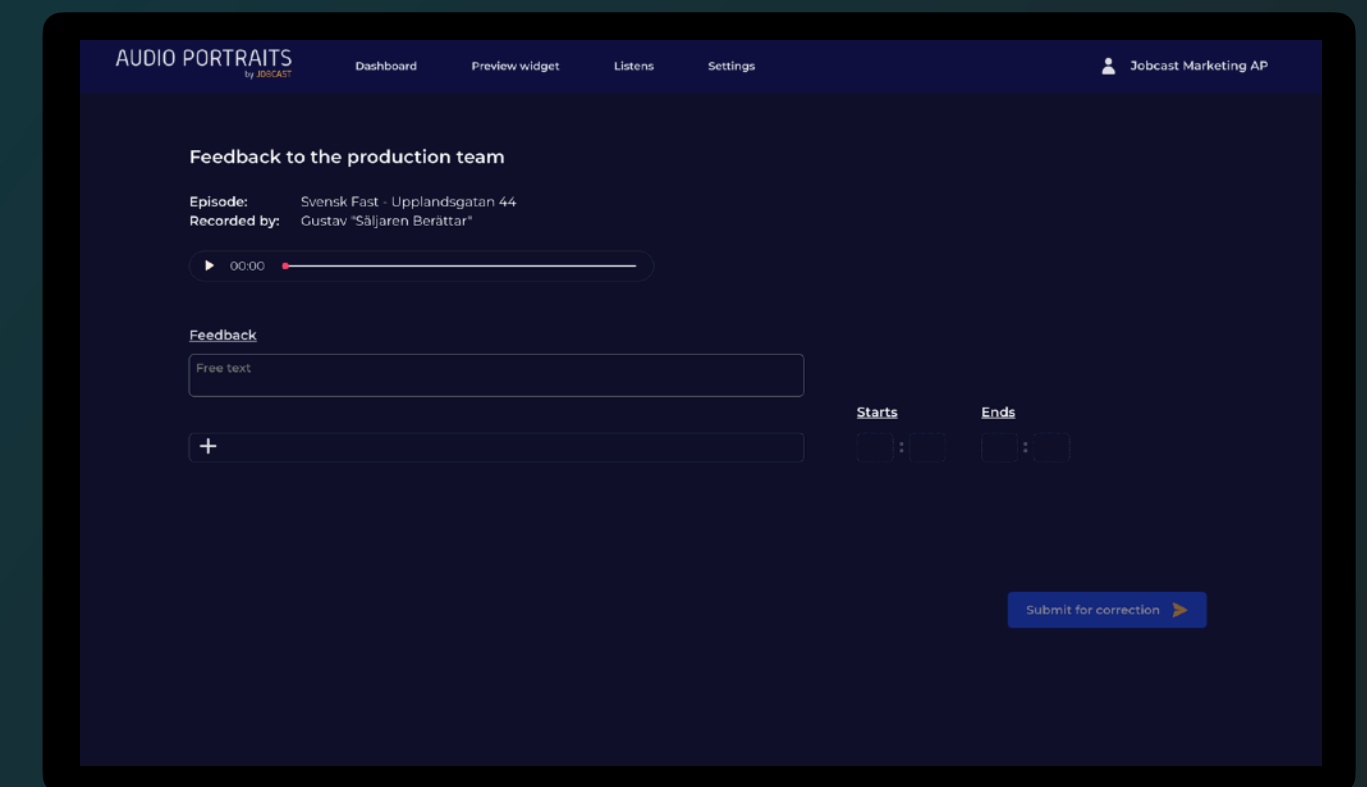 AUDIO PORTRAITS
by JOBCAST
Dashboard Preview widget Listens Settings Jobcast Marketing AP
Feedback to the production team
Episode: Svensk Fast - Upplandsgatan 44
Recorded by: Gustav "Säljaren Berättar"
00:00
Feedback
Free text
Starts Ends
+ : :
Submit for correction